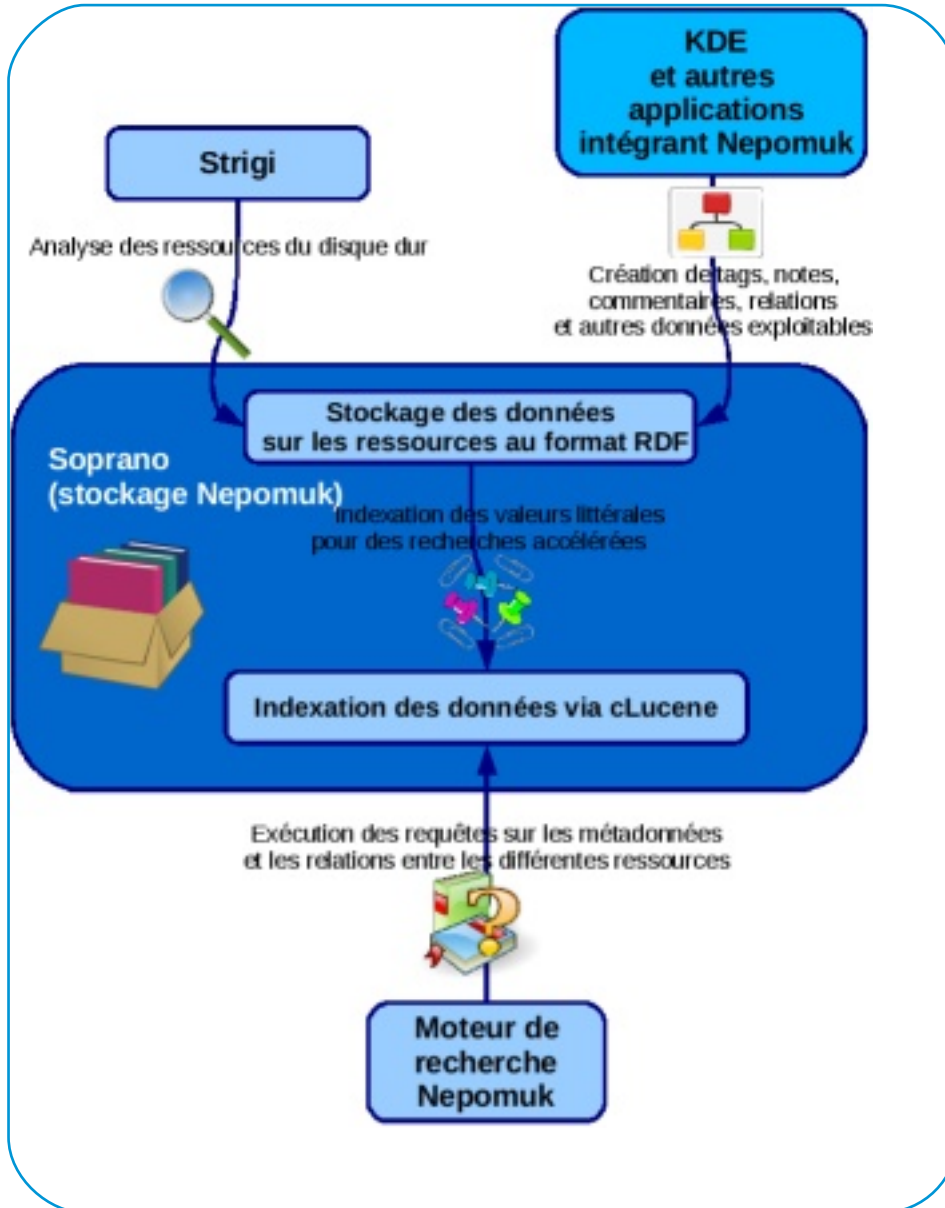 KDE
et autres
applications
intégrant Nepomuk
Strigi
Analyse des ressources du disque dur
Création de tags, notes,
commentaires, relations
et autres données exploitables
Stockage des données
sur les ressources au format RDF
Soprano
(stockage Nepomuk)
Indexation des valeurs littérales
pour des recherches accélérées
Indexation des données via cLucene
Exécution des requêtes sur les métadonnées
et les relations entre les différentes ressources
Moteur de
recherche
Nepomuk